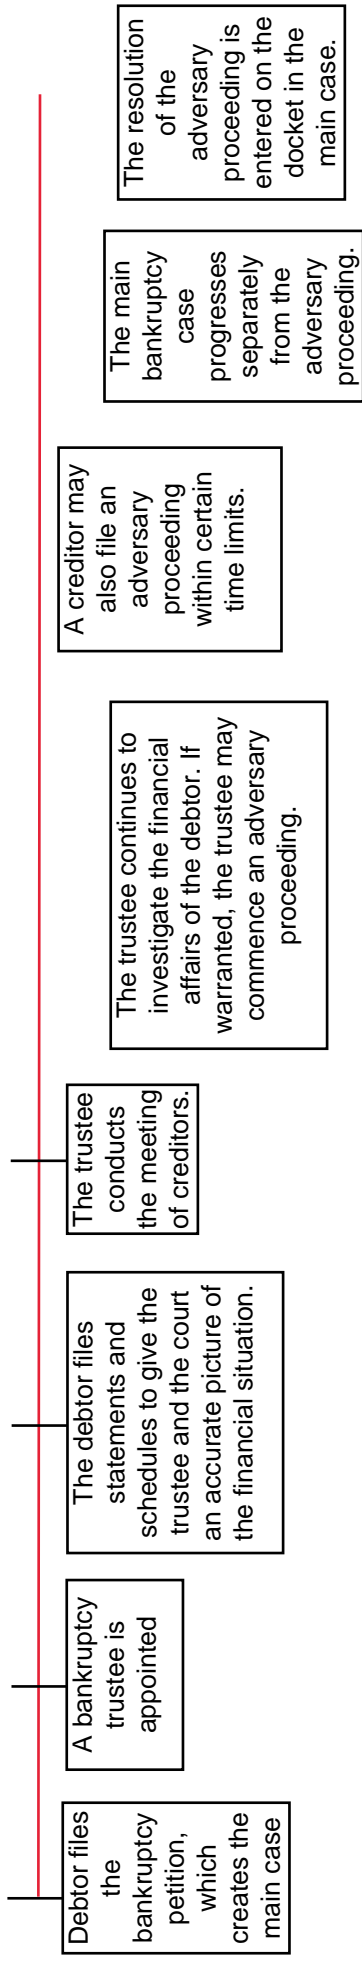 Debtor files
the
bankruptcy
petition,
which
creates the
main case
A bankruptcy
trustee is
appointed
The debtor files
statements and
schedules to give the
trustee and the court
an accurate picture of
the financial situation.
The trustee
conducts
the meeting
of creditors.
The trustee continues to
investigate the financial
affairs of the debtor. If
warranted, the trustee may
commence an adversary
proceeding.
A creditor may
also file an
adversary
proceeding
within certain
time limits.
The main
bankruptcy
case
progresses
separately
from the
adversary
proceeding.
The resolution
of the
adversary
proceeding is
entered on the
docket in the
main case.